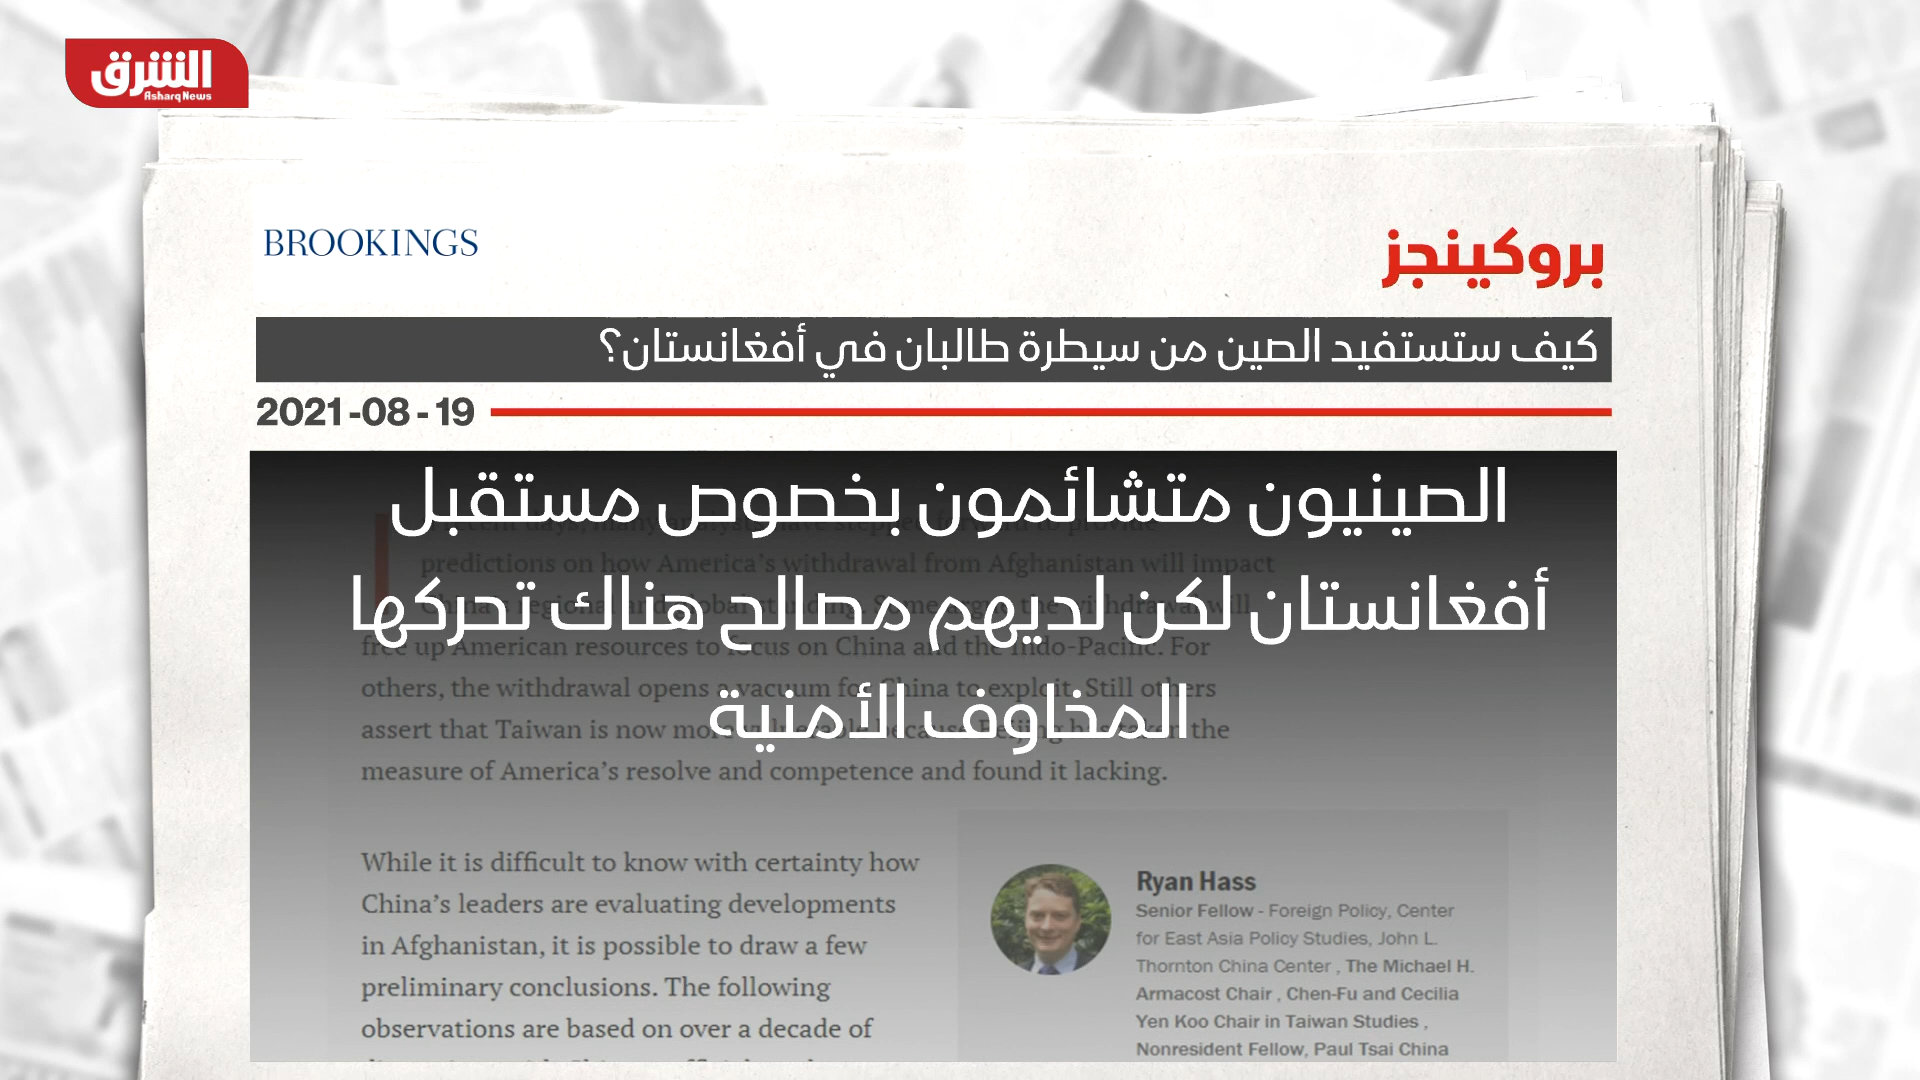 الشرق
Asharq News
BROOKINGS
بروكينجز
كيف ستستفيد الصين من سيطرة طالبان في أفغانستان؟
2021-08-19
الصينيون متشائمون بخصوص مستقبل
أفغانستان لكن لديهم مصالح هناك تحركها
المخاوف الأمنية
predictions on how America's withdrawal from Afghanistan will impact
free up American resources to focus on China and the Indo-Pacific. For
others, the withdrawal opens a vacuum for China to exploit. Still others
assert that Taiwan is now more vulnerable because Beijing has taken the
measure of America's resolve and competence and found it lacking.
While it is difficult to know with certainty how
China's leaders are evaluating developments
in Afghanistan, it is possible to draw a few
preliminary conclusions. The following
observations are based on over a decade of
Ryan Hass
Senior Fellow - Foreign Policy, Center
for East Asia Policy Studies, John L.
Thornton China Center , The Michael H.
Armacost Chair , Chen-Fu and Cecilia
Yen Koo Chair in Taiwan Studies ,
Nonresident Fellow, Paul Tsai China